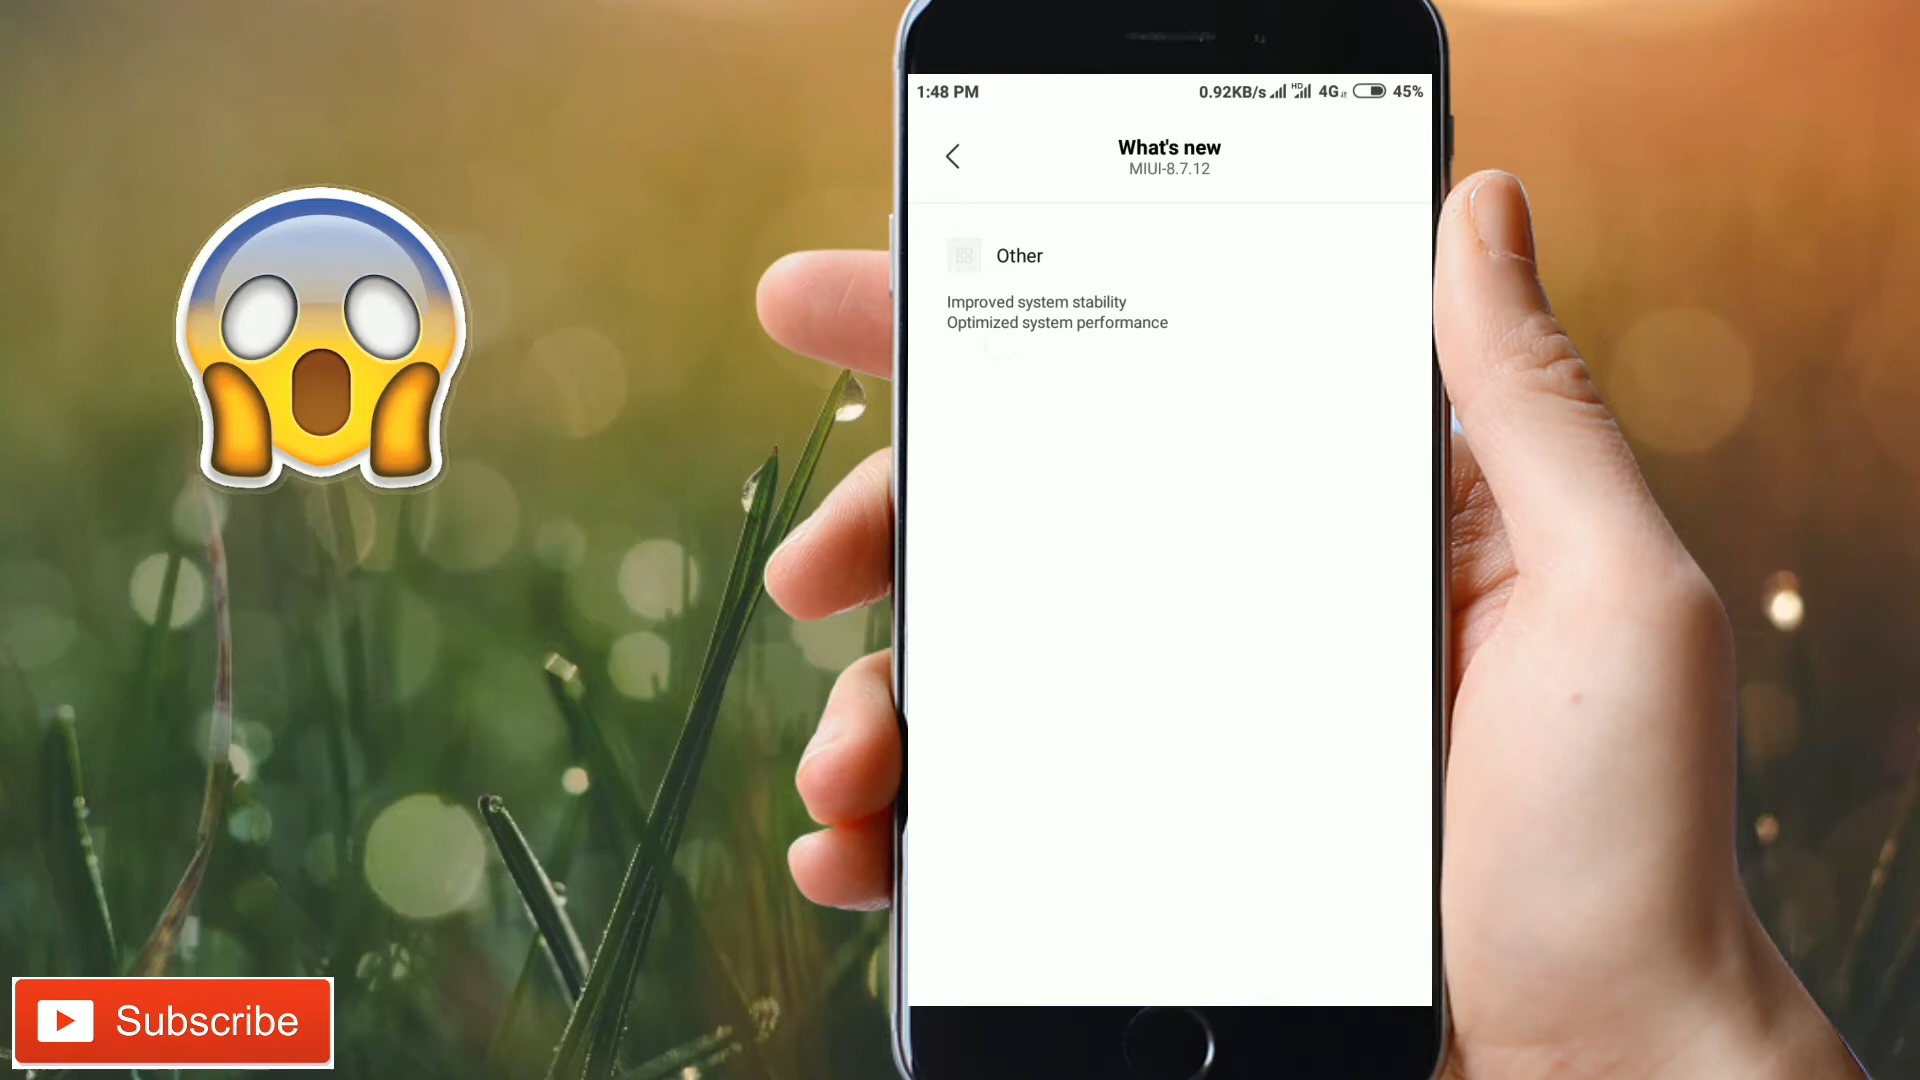 1:48 PM 0.92KB/s HD 4G 45%
What's new
MIUI-8.7.12
Other
Improved system stability
Optimized system performance
Subscribe